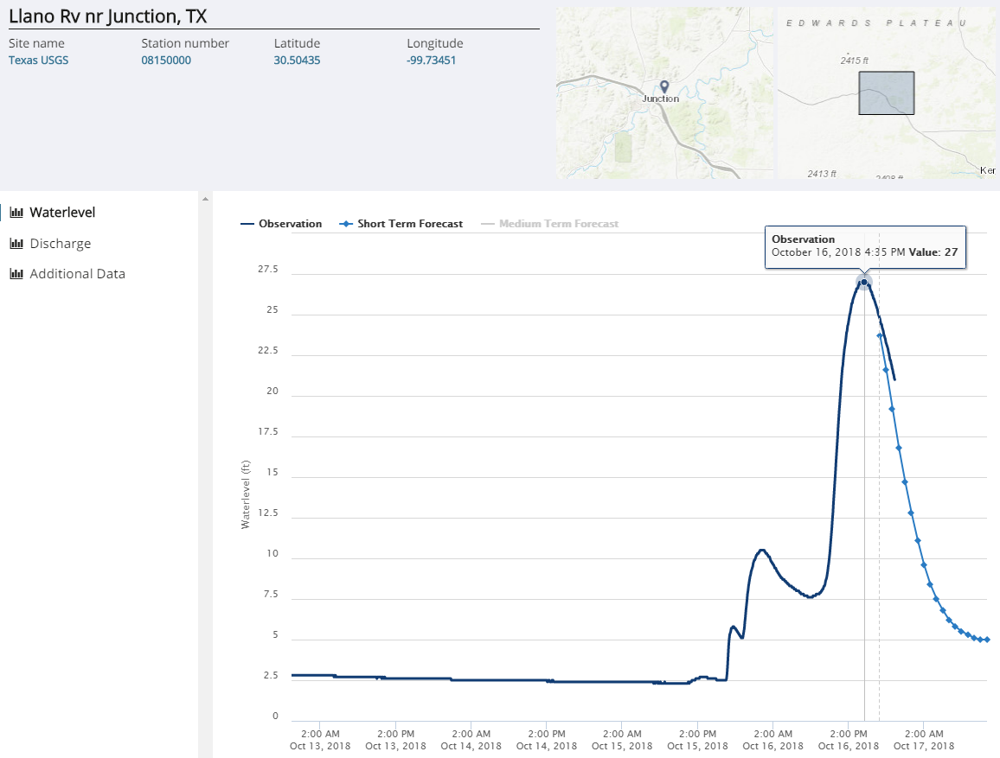 Llano Rv nr Junction, TX
Site name Station number Latitude Longitude
Texas USGS 08150000 30.50435 -99.73451
EDWARDS PLATEAU
2415 ft
Junction
2413 ft
Ker
Waterlevel
Discharge
Additional Data
Observation Short Term Forecast Medium Term Forecast
Observation
October 16, 2018 4:35 PM Value: 27
Waterlevel (ft)
27.5
25
22.5
20
17.5
15
12.5
10
7.5
5
2.5
0
2:00 AM 2:00 PM 2:00 AM 2:00 PM 2:00 AM 2:00 PM 2:00 AM 2:00 PM 2:00 AM
Oct 13, 2018 Oct 13, 2018 Oct 14, 2018 Oct 14, 2018 Oct 15, 2018 Oct 15, 2018 Oct 16, 2018 Oct 16, 2018 Oct 17, 2018